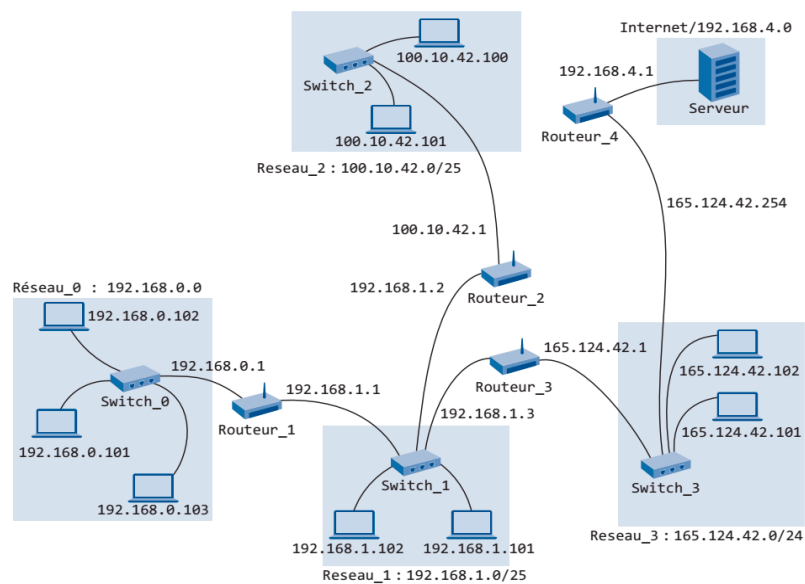 Internet/192.168.4.0
100.10.42.100
Switch_2
192.168.4.1
Serveur
Routeur_4
100.10.42.101
Reseau_2 : 100.10.42.0/25
165.124.42.254
100.10.42.1
Réseau_0 : 192.168.0.0
192.168.1.2
Routeur_2
192.168.0.102
192.168.0.1
165.124.42.1
165.124.42.102
Switch_0
192.168.1.1
Routeur_3
192.168.1.3
Routeur_1
165.124.42.101
192.168.0.101
Switch_1
Switch_3
192.168.0.103
192.168.1.102
192.168.1.101
Reseau_3 : 165.124.42.0/24
Reseau_1 : 192.168.1.0/25